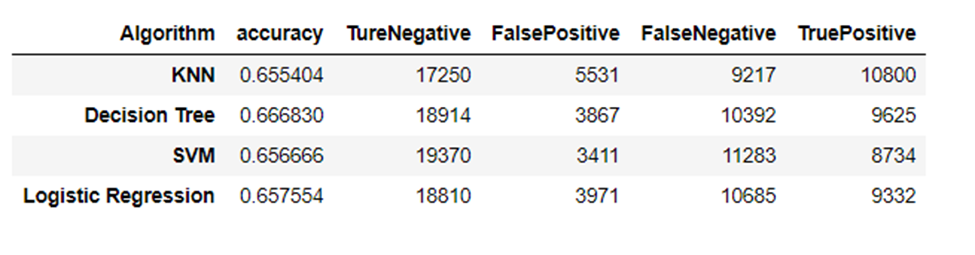 Algorithm accuracy TureNegative FalsePositive FalseNegative TruePositive
KNN 0.655404 17250 5531 9217 10800
Decision Tree 0.666830 18914 3867 10392 9625
SVM 0.656666 19370 3411 11283 8734
Logistic Regression 0.657554 18810 3971 10685 9332